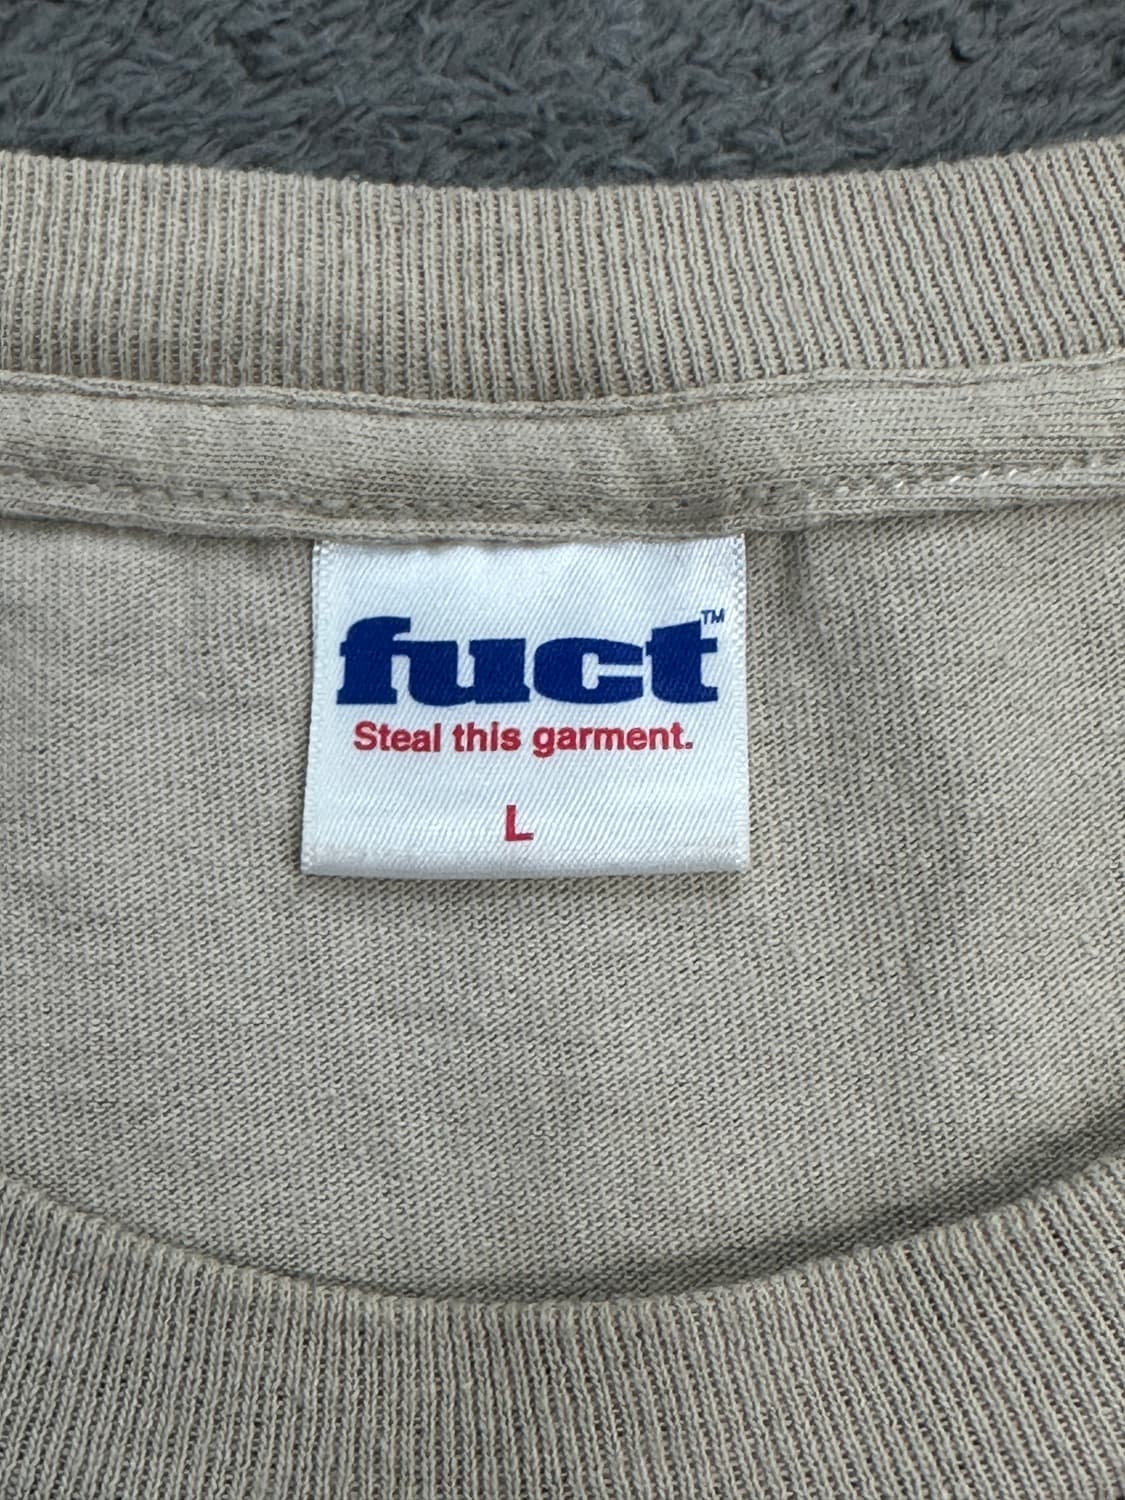 fuct™
Steal this garment.
L